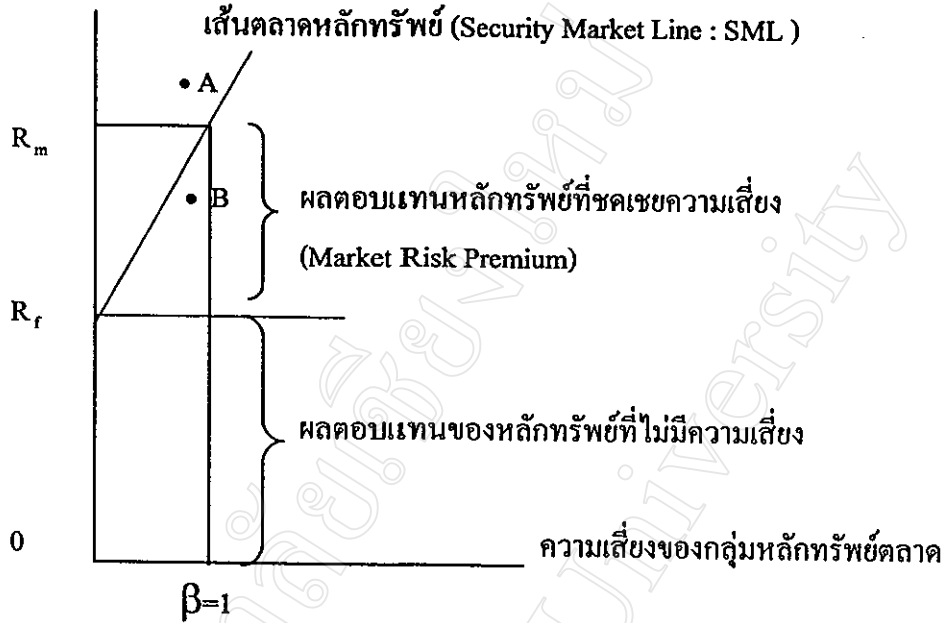 เส้นตลาดหลักทรัพย์ (Security Market Line : SML )
A
R m
B
ผลตอบแทนหลักทรัพย์ที่ชดเชยความเสี่ยง
(Market Risk Premium)
R f
ผลตอบแทนของหลักทรัพย์ที่ไม่มีความเสี่ยง
0
ความเสี่ยงของกลุ่มหลักทรัพย์ตลาด
β=1
University